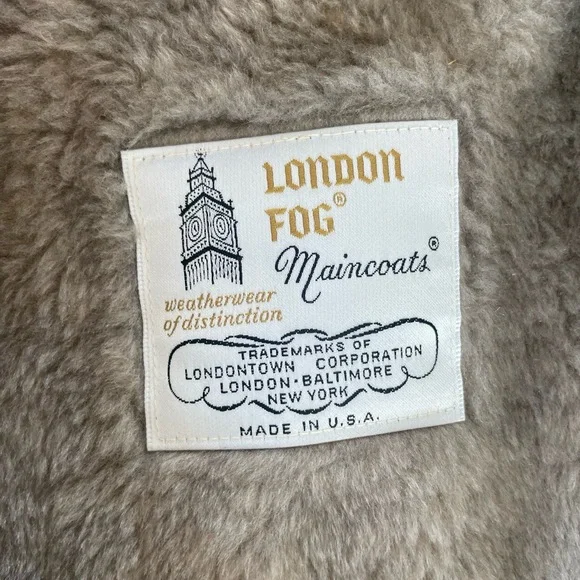 LONDON
FOG®
Maincoats®
weatherwear
of distinction
TRADEMARKS OF
LONDONTOWN CORPORATION
LONDON·BALTIMORE
NEW YORK
MADE IN U.S.A.